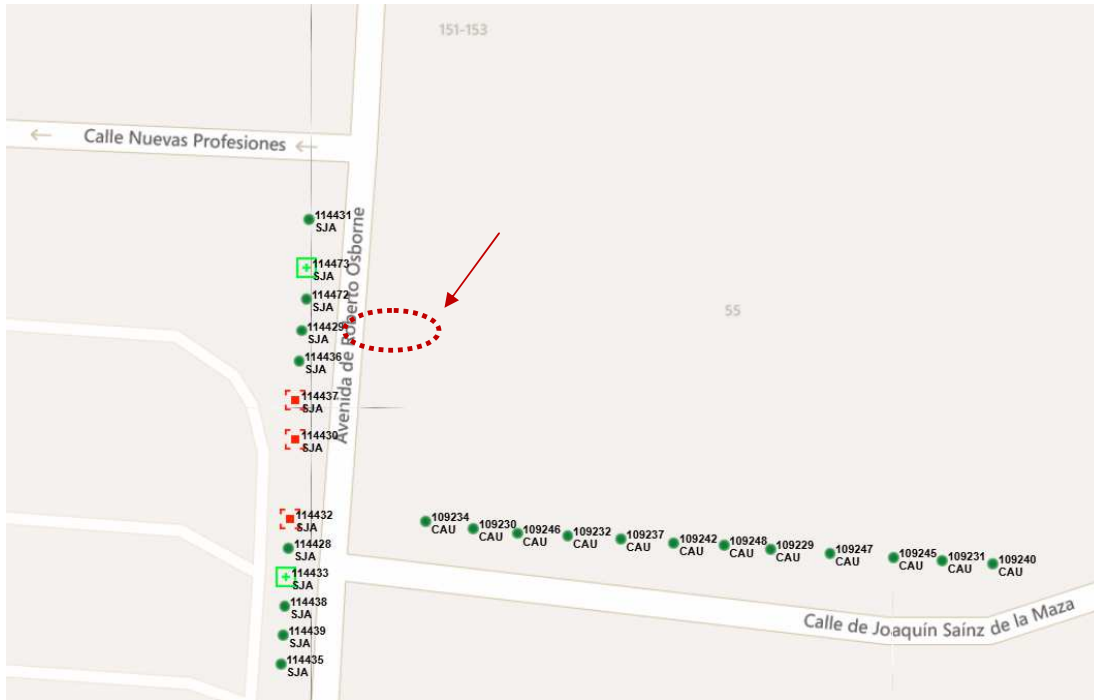 151-153
Calle Nuevas Profesiones
114431
SJA
114473
SJA
114472
SJA
114429
SJA
114436
SJA
114437
SJA
114430
SJA
Avenida de Roberto Osborne
55
114432
SJA
114428
SJA
114433
SJA
114438
SJA
114439
SJA
114435
SJA
109234
CAU
109230
CAU
109246
CAU
109232
CAU
109237
CAU
109242
CAU
109248
CAU
109229
CAU
109247
CAU
109245
CAU
109231
CAU
109240
CAU
Calle de Joaquín Saínz de la Maza